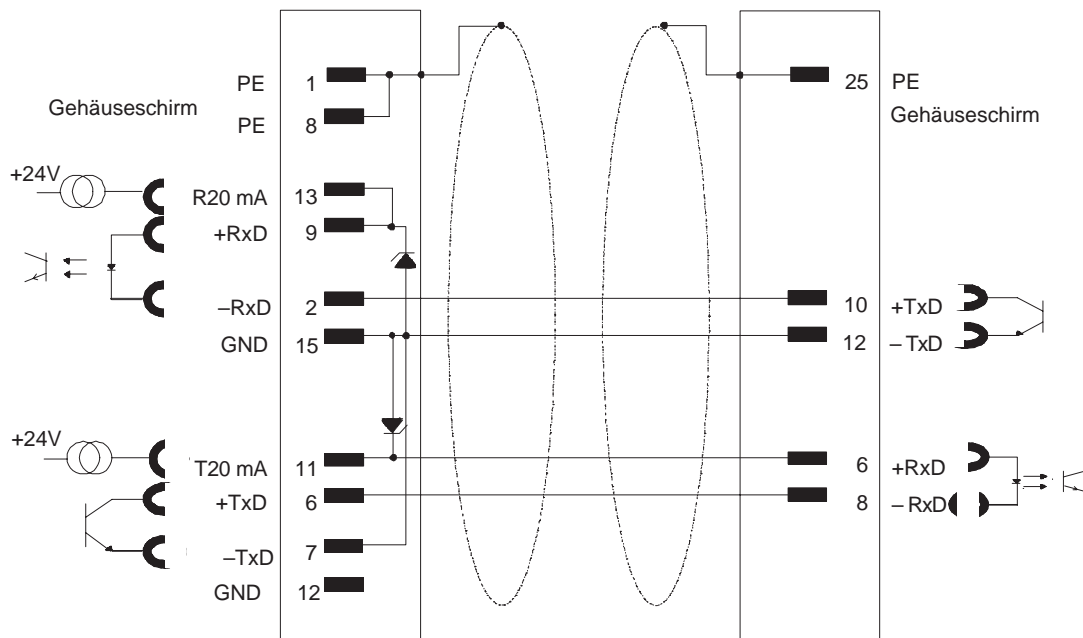 PE 1
Gehäuseschirm
PE 8
+24V
R20 mA 13
+RxD 9
–RxD 2
GND 15
+24V
T20 mA 11
+TxD 6
–TxD 7
GND 12
25 PE
Gehäuseschirm
10 +TxD
12 – TxD
6 +RxD
8 – RxD